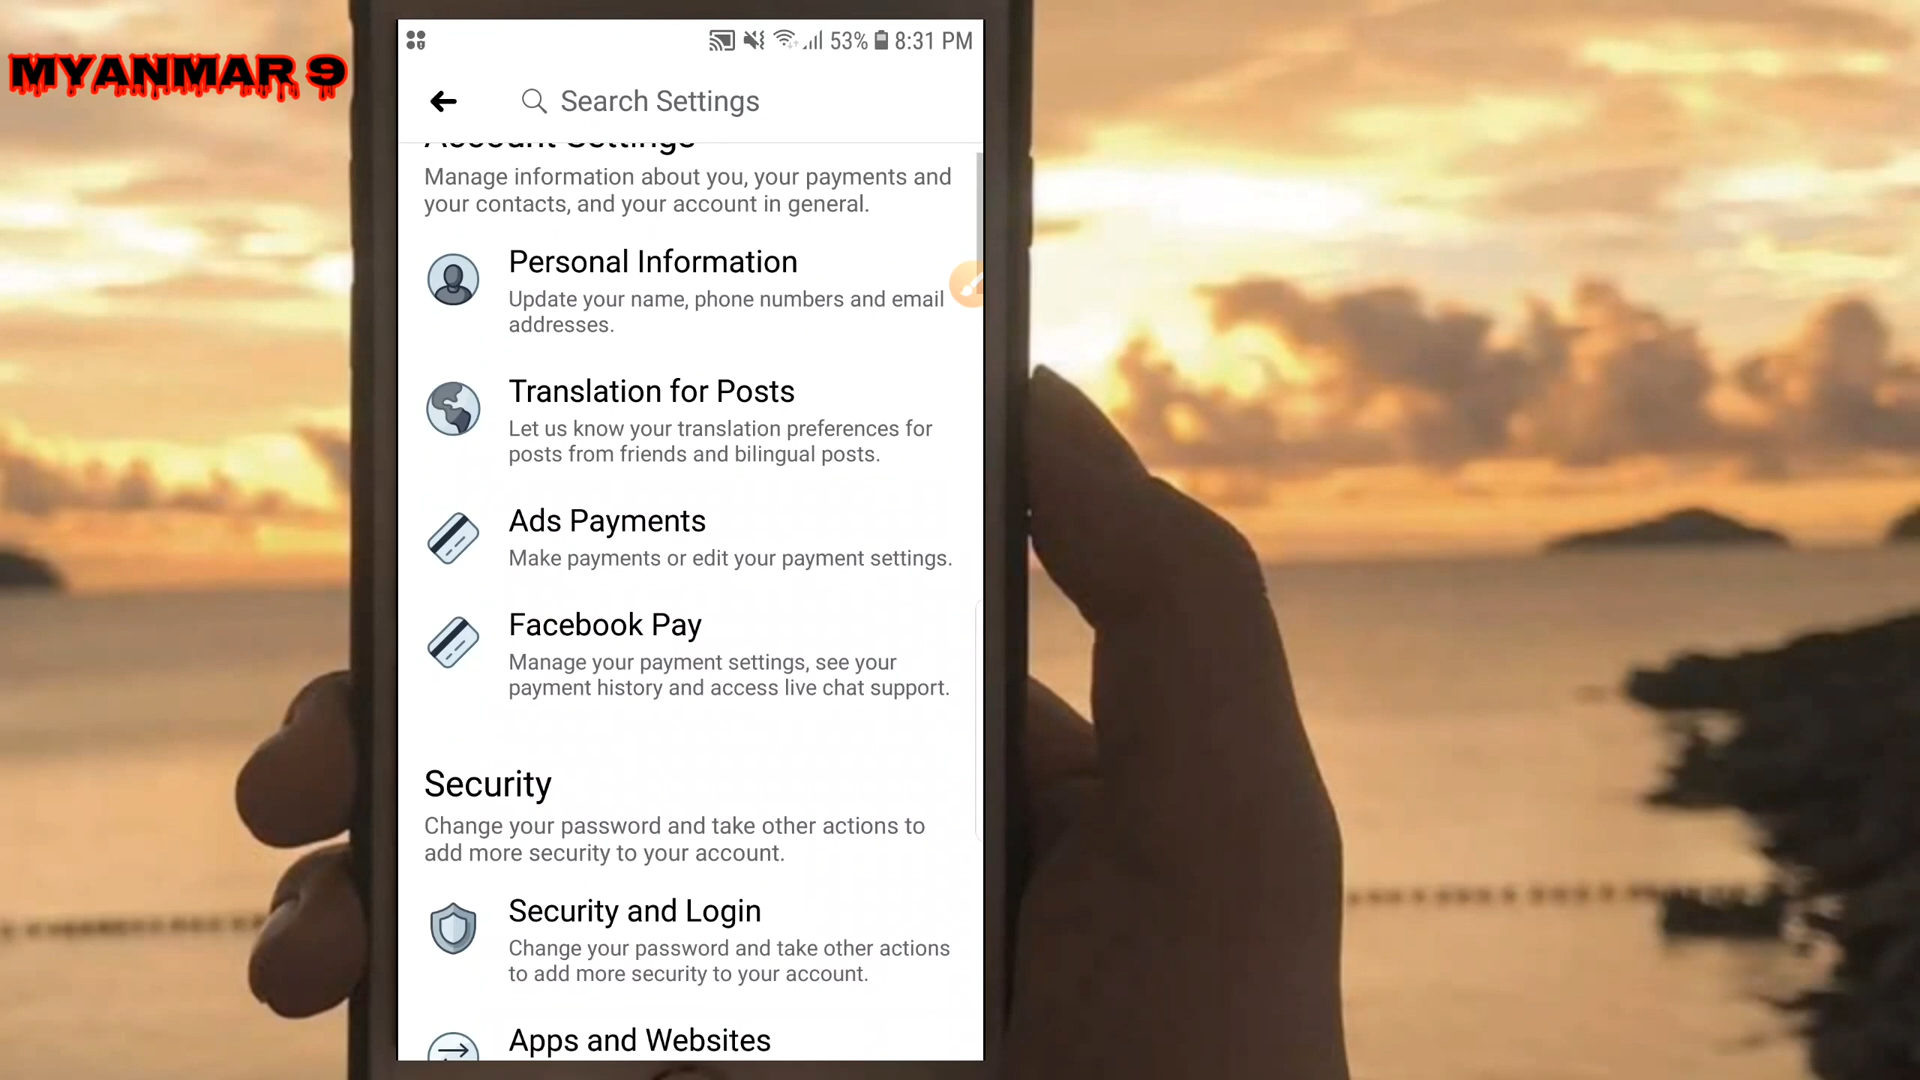 MYANMAR 9
53% 8:31 PM
Search Settings
Account Settings
Manage information about you, your payments and
your contacts, and your account in general.
Personal Information
Update your name, phone numbers and email
addresses.
Translation for Posts
Let us know your translation preferences for
posts from friends and bilingual posts.
Ads Payments
Make payments or edit your payment settings.
Facebook Pay
Manage your payment settings, see your
payment history and access live chat support.
Security
Change your password and take other actions to
add more security to your account.
Security and Login
Change your password and take other actions
to add more security to your account.
Apps and Websites